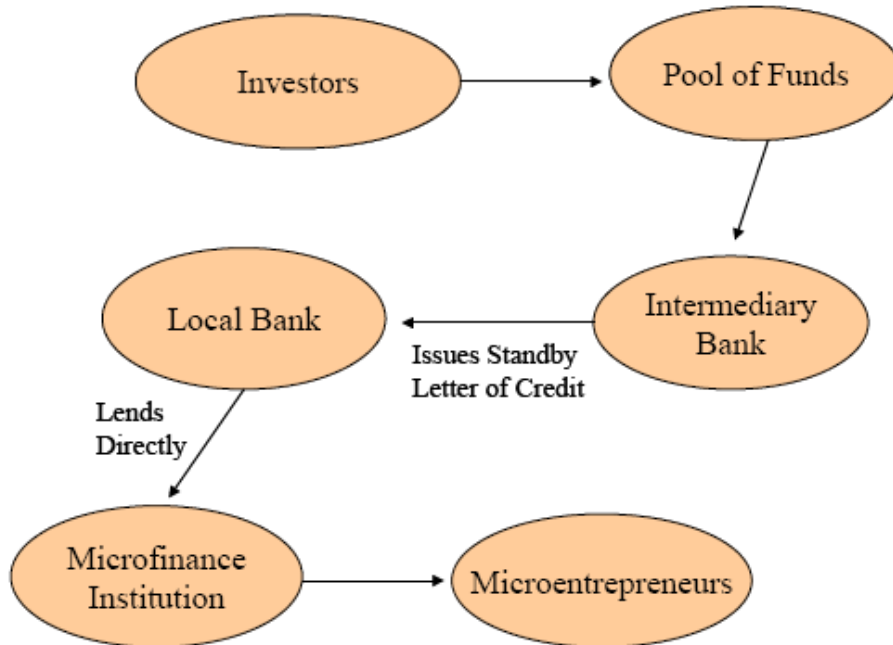 Investors
Pool of Funds
Intermediary
Bank
Issues Standby
Letter of Credit
Local Bank
Lends
Directly
Microfinance
Institution
Microentrepreneurs